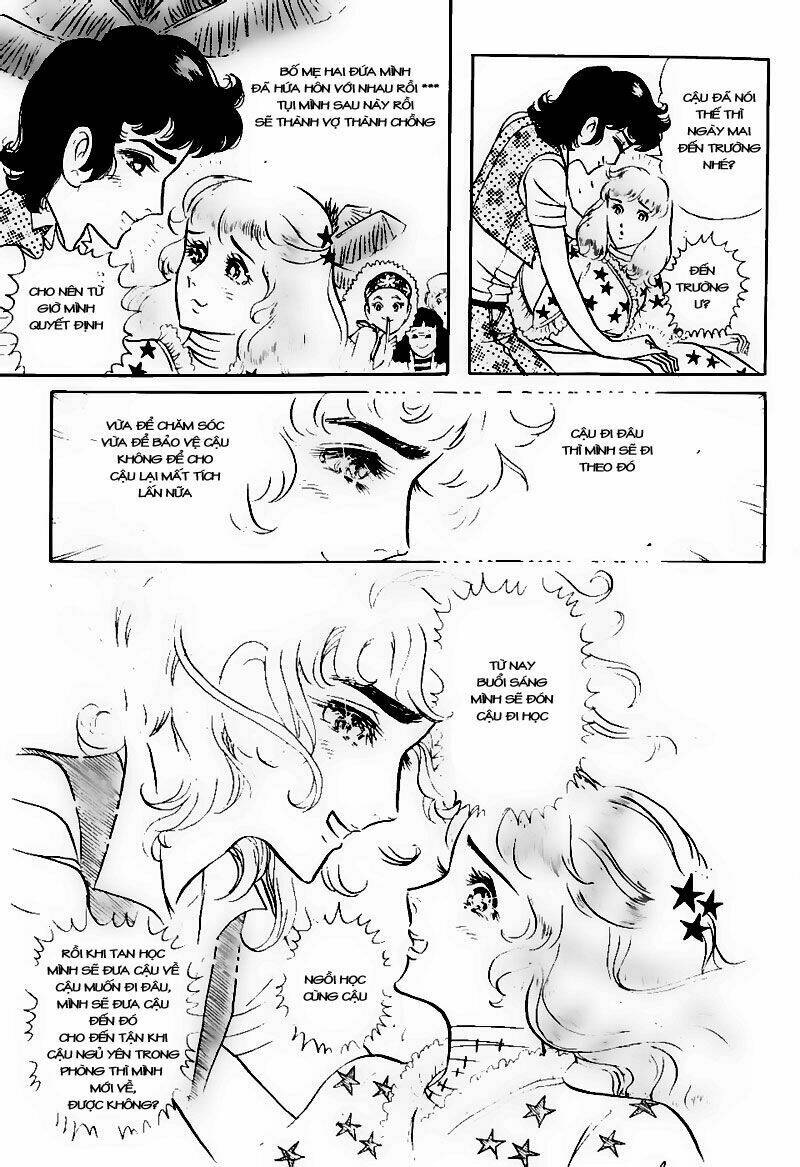 BỐ MẸ HAI ĐỨA MÌNH
ĐÃ HỨA HÔN VỚI NHAU RỒI ***
TỤI MÌNH SAU NÀY RỒI
SẼ THÀNH VỢ THÀNH CHỒNG
CHO NÊN TỪ
GIỜ MÌNH
QUYẾT ĐỊNH
CẬU ĐÃ NÓI
THẾ THÌ
NGÀY MAI
ĐẾN TRƯỜNG
NHÉ?
ĐẾN
TRƯỜNG
Ư?
VỪA ĐỂ CHĂM SÓC
VỪA ĐỂ BẢO VỆ CẬU
KHÔNG ĐỂ CHO
CẬU LẠI MẤT TÍCH
LẤN NỮA
CẬU ĐI ĐÂU
THÌ MÌNH SẼ ĐI
THEO ĐÓ
TỪ NAY
BUỔI SÁNG
MÌNH SẼ ĐÓN
CẬU ĐI HỌC
NGỒI HỌC
CÙNG CẬU
RỒI KHI TAN HỌC
MÌNH SẼ ĐƯA CẬU VỀ
CẬU MUỐN ĐI ĐÂU,
MÌNH SẼ ĐƯA CẬU
ĐẾN ĐÓ
CHO ĐẾN TẬN KHI
CẬU NGỦ YÊN TRONG
PHÒNG THÌ MÌNH
MỚI VỀ,
ĐƯỢC KHÔNG?